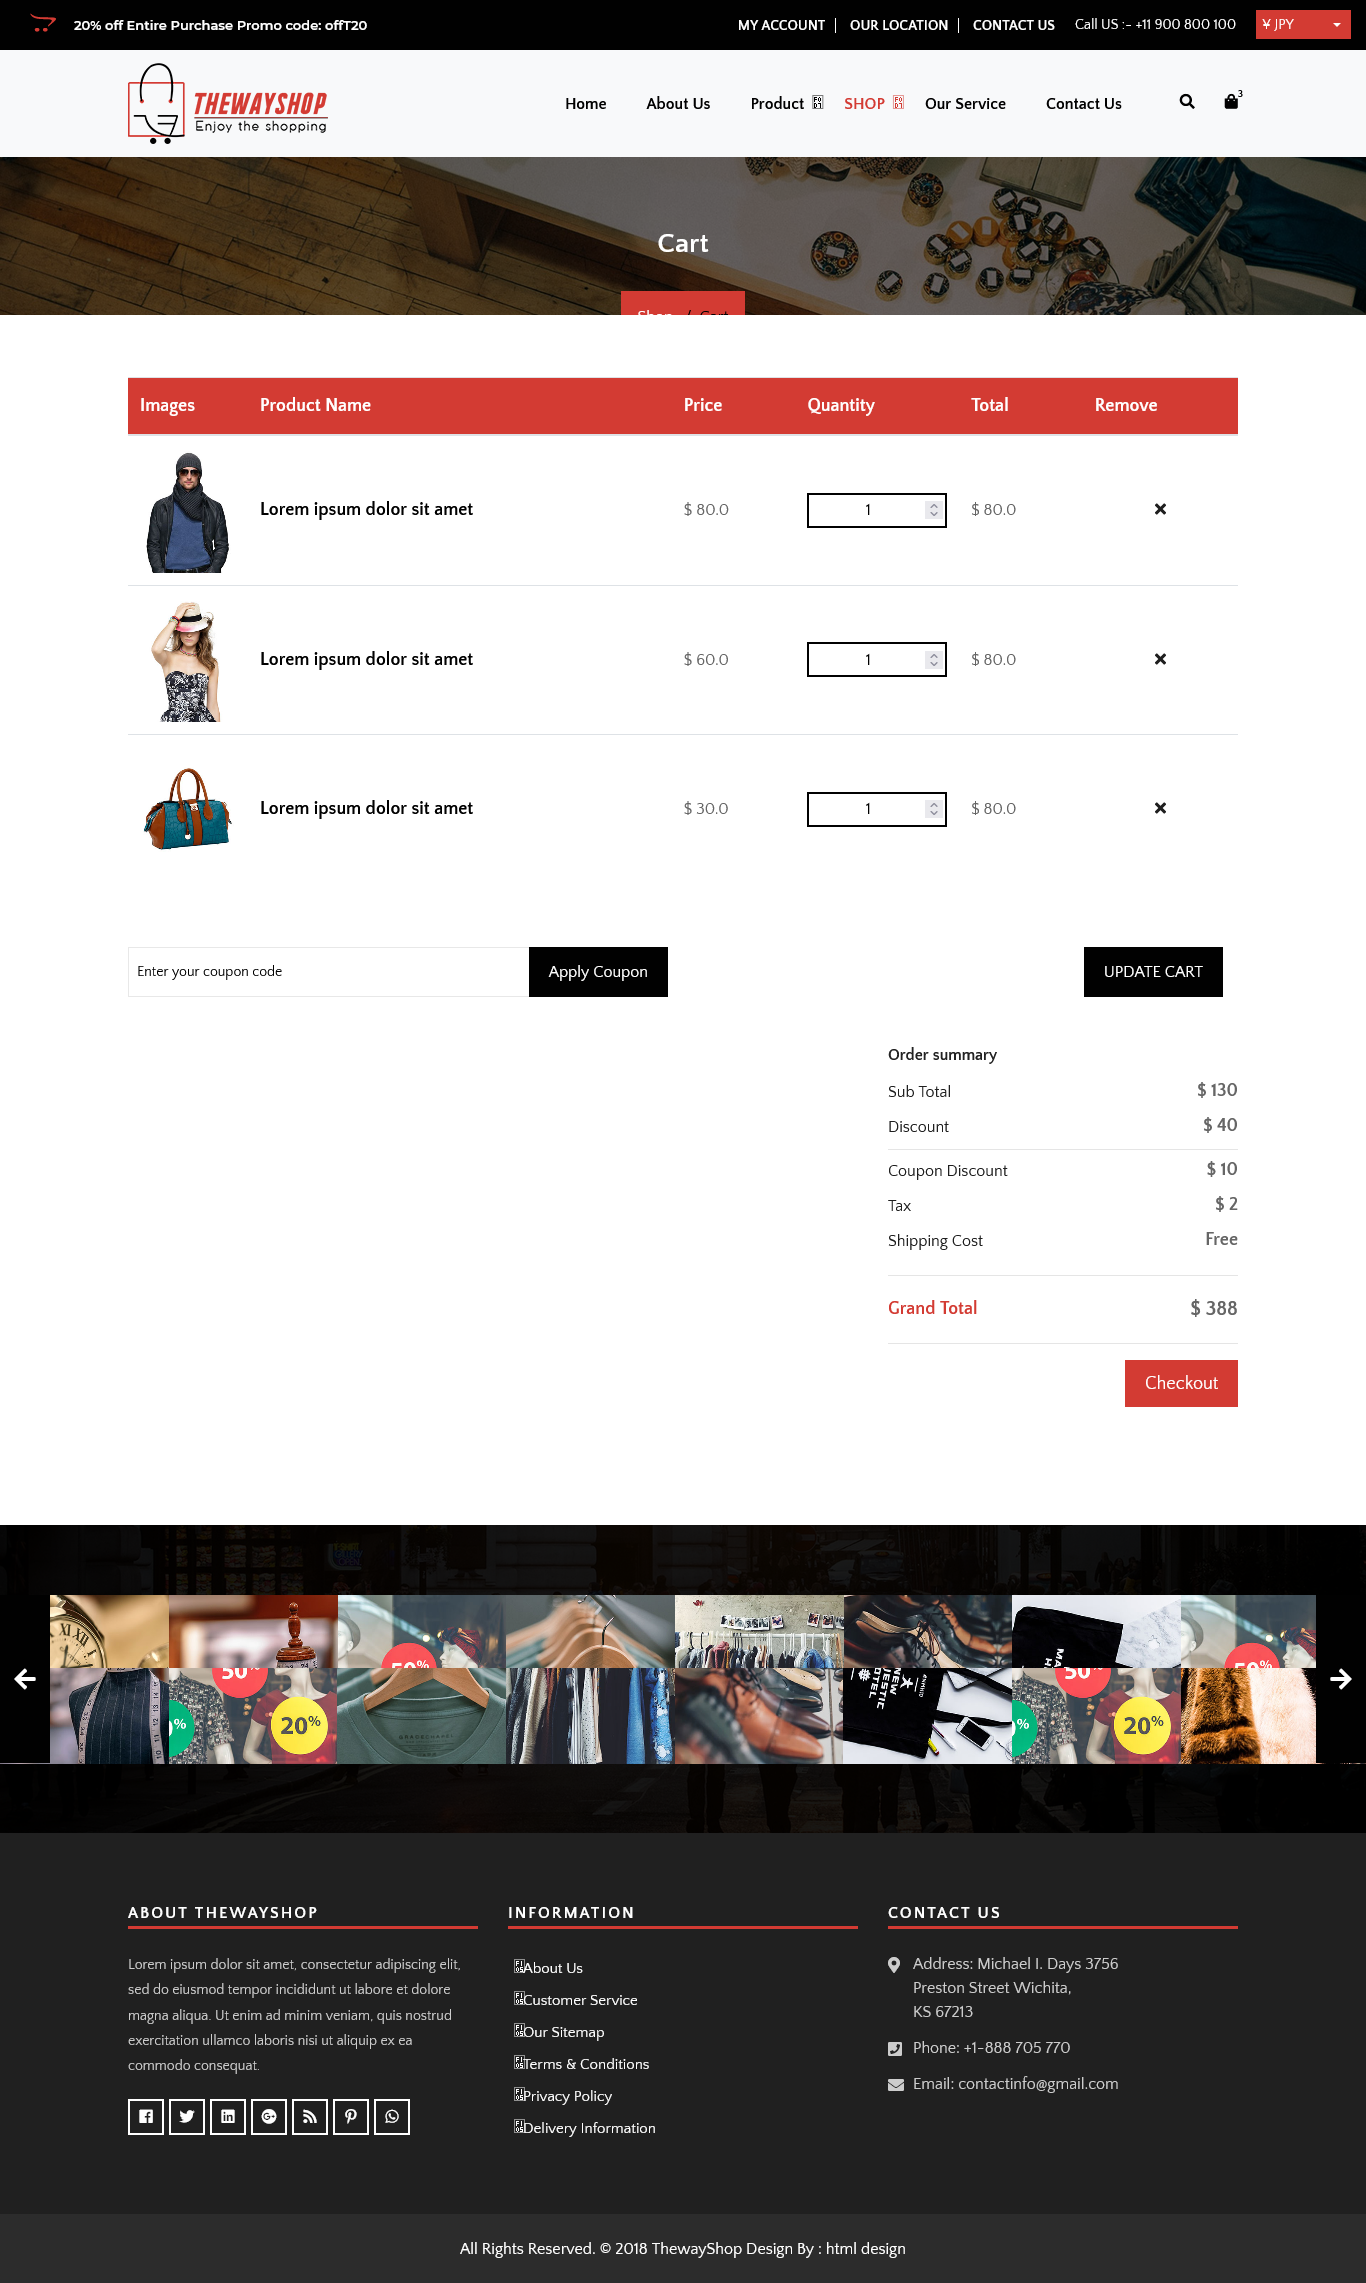 20% off Entire Purchase Promo code: offT20
MY ACCOUNT
OUR LOCATION
CONTACT US
Call US :- +11 900 800 100
¥ JPY
THEWAYSHOP
Enjoy the shopping
Home
About Us
Product
SHOP
Our Service
Contact Us
3
Cart
Shop / Cart
Images Product Name Price Quantity Total Remove
Lorem ipsum dolor sit amet $ 80.0 1 $ 80.0
Lorem ipsum dolor sit amet $ 60.0 1 $ 80.0
Lorem ipsum dolor sit amet $ 30.0 1 $ 80.0
Enter your coupon code
Apply Coupon
UPDATE CART
Order summary
Sub Total $ 130
Discount $ 40
Coupon Discount $ 10
Tax $ 2
Shipping Cost Free
Grand Total $ 388
Checkout
50%
20%
50%
20%
ABOUT THEWAYSHOP
Lorem ipsum dolor sit amet, consectetur adipiscing elit,
sed do eiusmod tempor incididunt ut labore et dolore
magna aliqua. Ut enim ad minim veniam, quis nostrud
exercitation ullamco laboris nisi ut aliquip ex ea
commodo consequat.
INFORMATION
About Us
Customer Service
Our Sitemap
Terms & Conditions
Privacy Policy
Delivery Information
CONTACT US
Address: Michael I. Days 3756
Preston Street Wichita,
KS 67213
Phone: +1-888 705 770
Email: contactinfo@gmail.com
All Rights Reserved. © 2018 ThewayShop Design By : html design